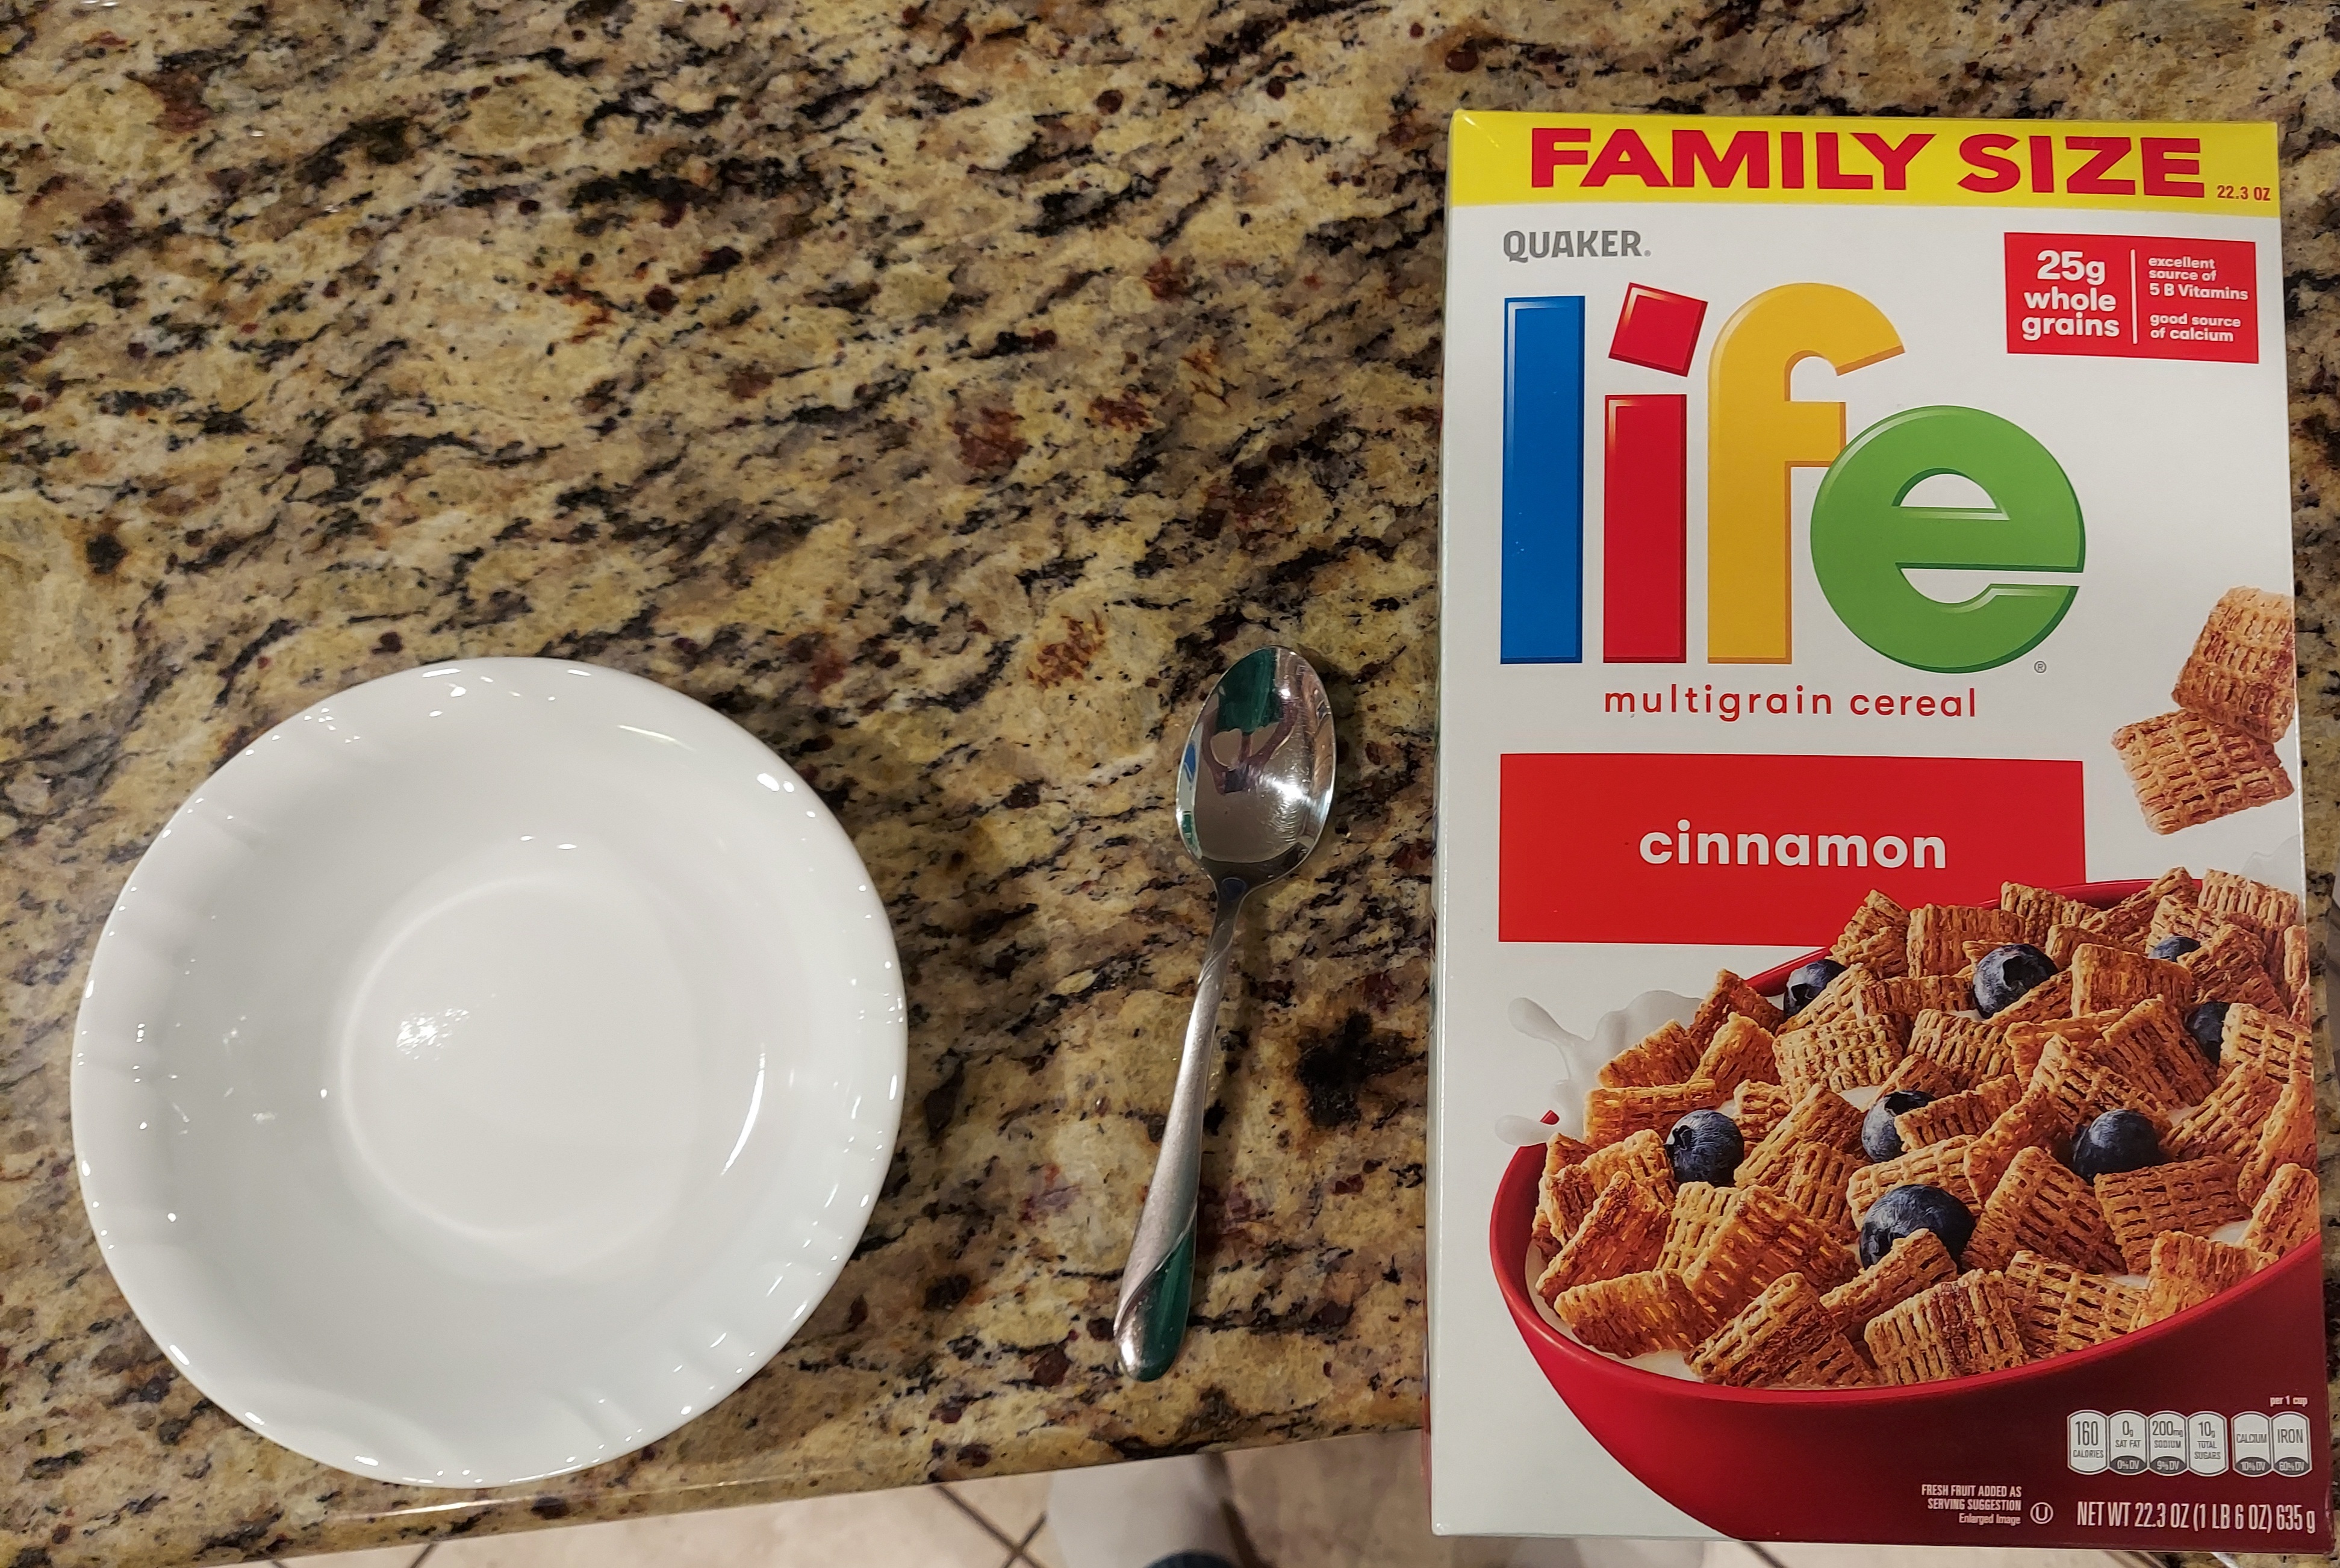 FAMILY SIZE
22.3 OZ
QUAKER.
25g
whole
grains
excellent
source of
5 B Vitamins
good source
of calcium
life®
multigrain cereal
cinnamon
per 1 cup
160
CALORIES
0g
SAT FAT
0% DV
200mg
SODIUM
9% DV
10g
TOTAL
SUGARS
CALCIUM
10% DV
IRON
60% DV
FRESH FRUIT ADDED AS
SERVING SUGGESTION
Enlarged Image
U
NET WT 22.3 OZ (1 LB 6 OZ) 635 g